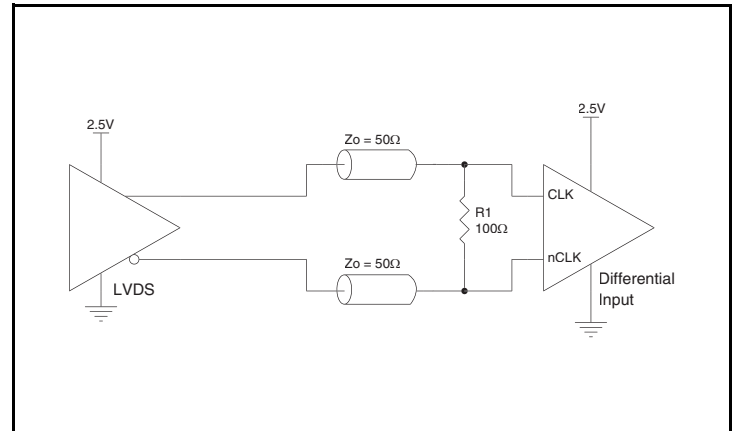 2.5V
LVDS
Zo = 50Ω
Zo = 50Ω
R1
100Ω
2.5V
CLK
nCLK
Differential
Input